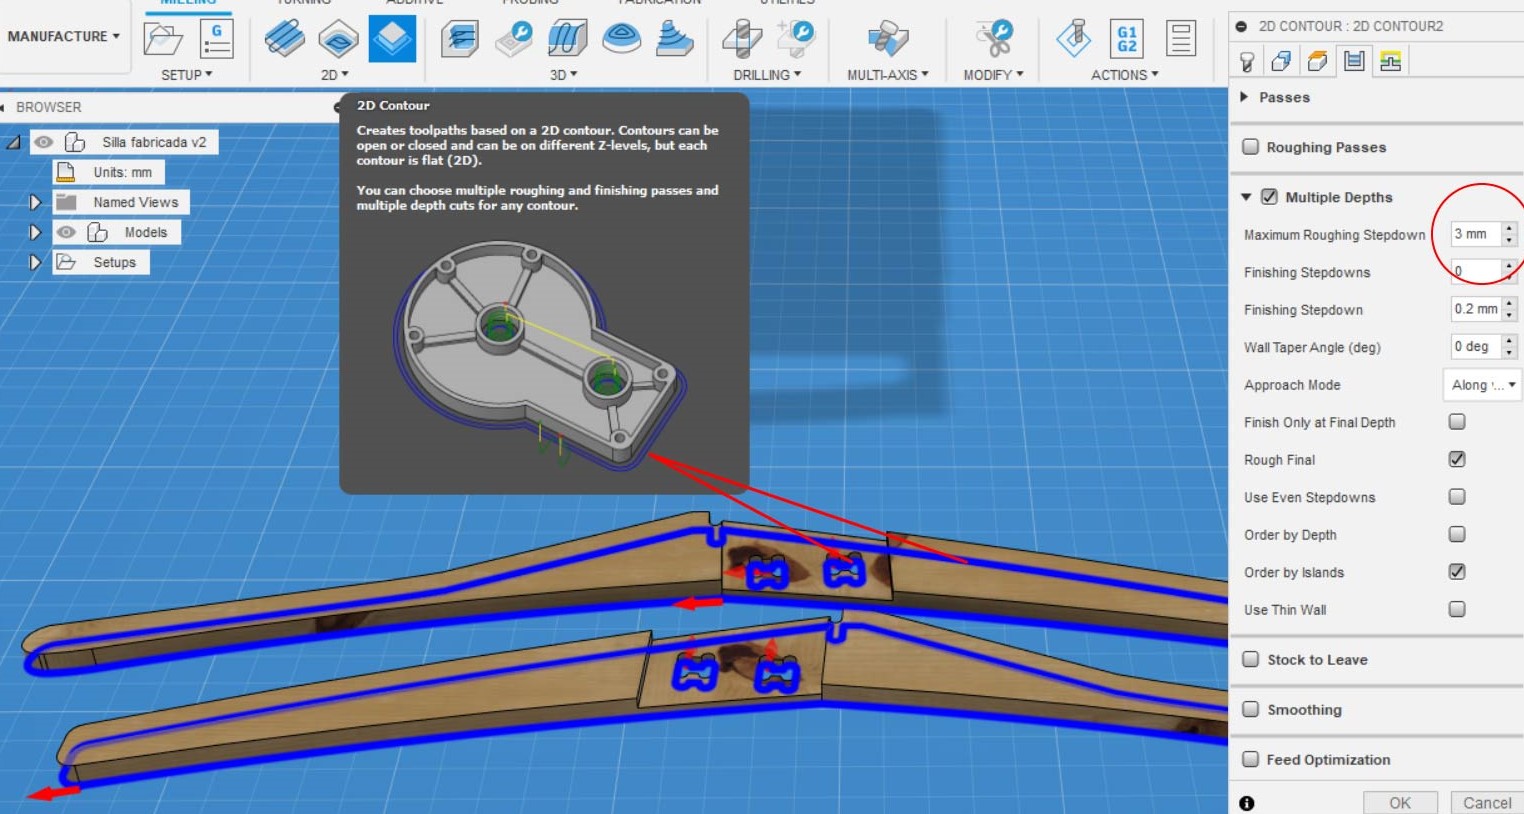 MILLING TURNING ADDITIVE PROBING FABRICATION UTILITIES
MANUFACTURE
G
G1
G2
SETUP 2D 3D DRILLING MULTI-AXIS MODIFY ACTIONS
BROWSER
Silla fabricada v2
Units: mm
Named Views
Models
Setups
2D Contour
Creates toolpaths based on a 2D contour. Contours can be
open or closed and can be on different Z-levels, but each
contour is flat (2D).
You can choose multiple roughing and finishing passes and
multiple depth cuts for any contour.
2D CONTOUR : 2D CONTOUR2
Passes
Roughing Passes
Multiple Depths
Maximum Roughing Stepdown 3 mm
Finishing Stepdowns 0
Finishing Stepdown 0.2 mm
Wall Taper Angle (deg) 0 deg
Approach Mode Along ...
Finish Only at Final Depth
Rough Final
Use Even Stepdowns
Order by Depth
Order by Islands
Use Thin Wall
Stock to Leave
Smoothing
Feed Optimization
OK Cancel